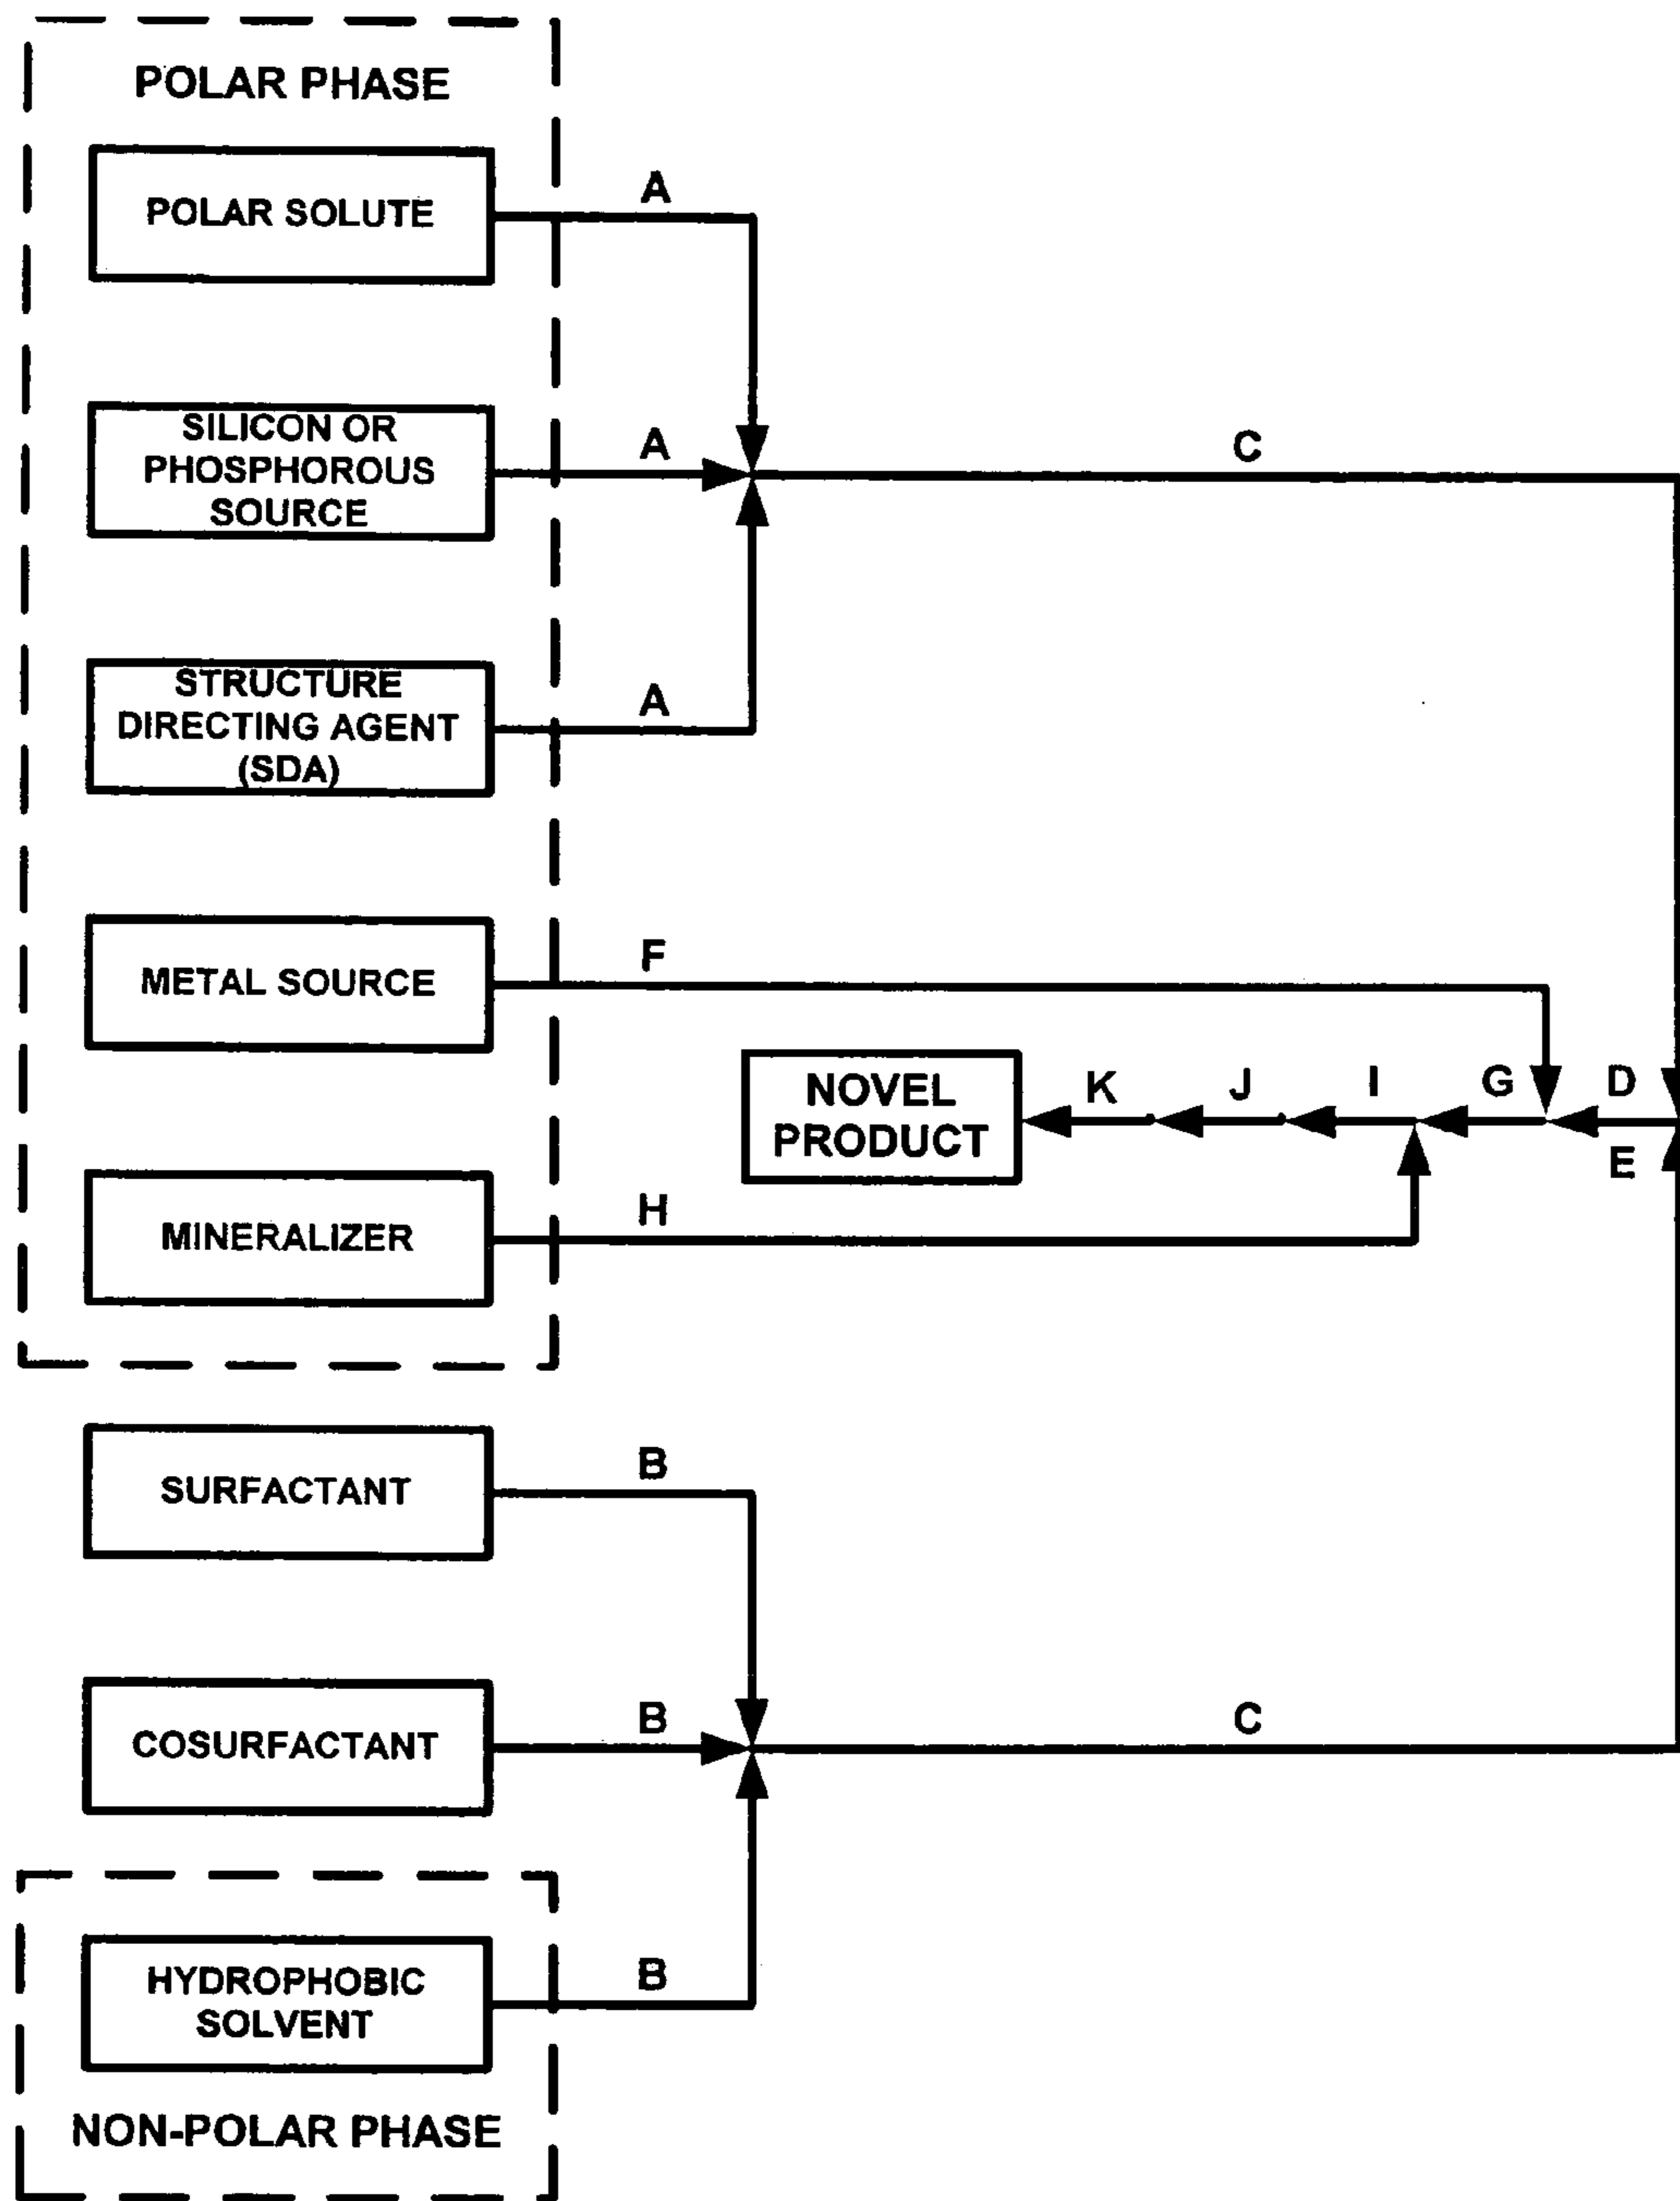 POLAR PHASE
POLAR SOLUTE
A
SILICON OR
PHOSPHOROUS
SOURCE
A
C
STRUCTURE
DIRECTING AGENT
(SDA)
A
METAL SOURCE
F
NOVEL
PRODUCT
K
J
I
G
D
E
MINERALIZER
H
SURFACTANT
B
COSURFACTANT
B
C
HYDROPHOBIC
SOLVENT
B
NON-POLAR PHASE